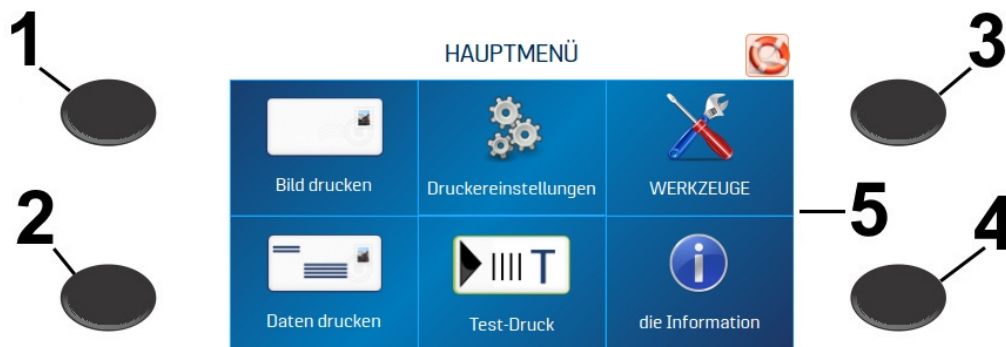 1
3
HAUPTMENÜ
Bild drucken
Druckereinstellungen
WERKZEUGE
2
5
4
T
Daten drucken
Test-Druck
die Information